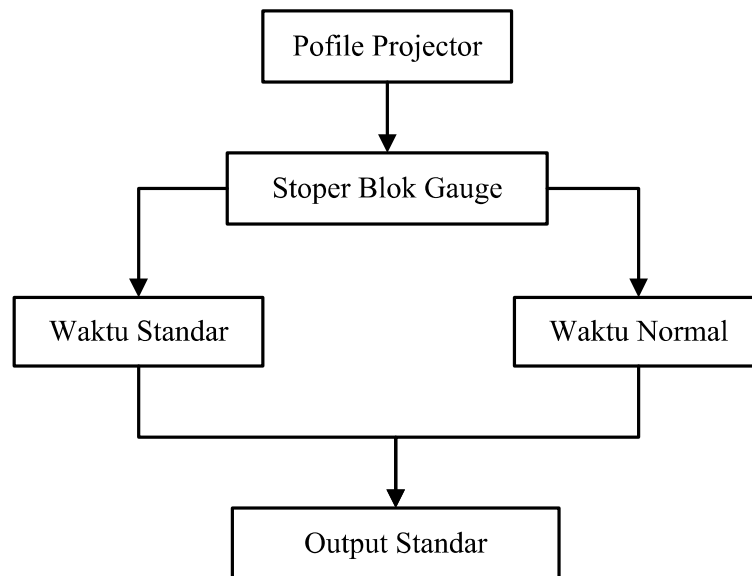 Pofile Projector
Stoper Blok Gauge
Waktu Standar
Waktu Normal
Output Standar